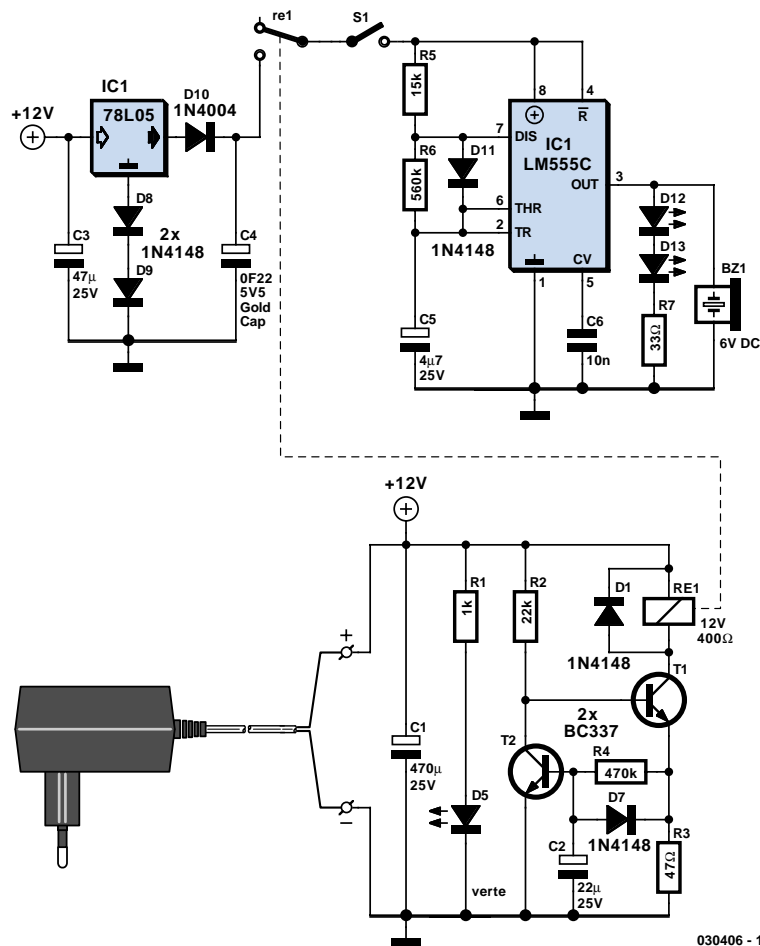 re1
S1
IC1
78L05
+12V
D10
1N4004
D8
2x
1N4148
D9
C3
47µ
25V
C4
0F22
5V5
Gold
Cap
R5
15k
R6
560k
D11
1N4148
C5
4µ7
25V
8
4
R
7
DIS
IC1
LM555C
OUT
3
6
THR
2
TR
CV
1
5
C6
10n
D12
D13
R7
33Ω
BZ1
6V DC
+12V
+
–
C1
470µ
25V
R1
1k
D5
verte
R2
22k
D1
1N4148
RE1
12V
400Ω
T1
2x
BC337
T2
R4
470k
D7
1N4148
C2
22µ
25V
R3
47Ω
030406 - 1